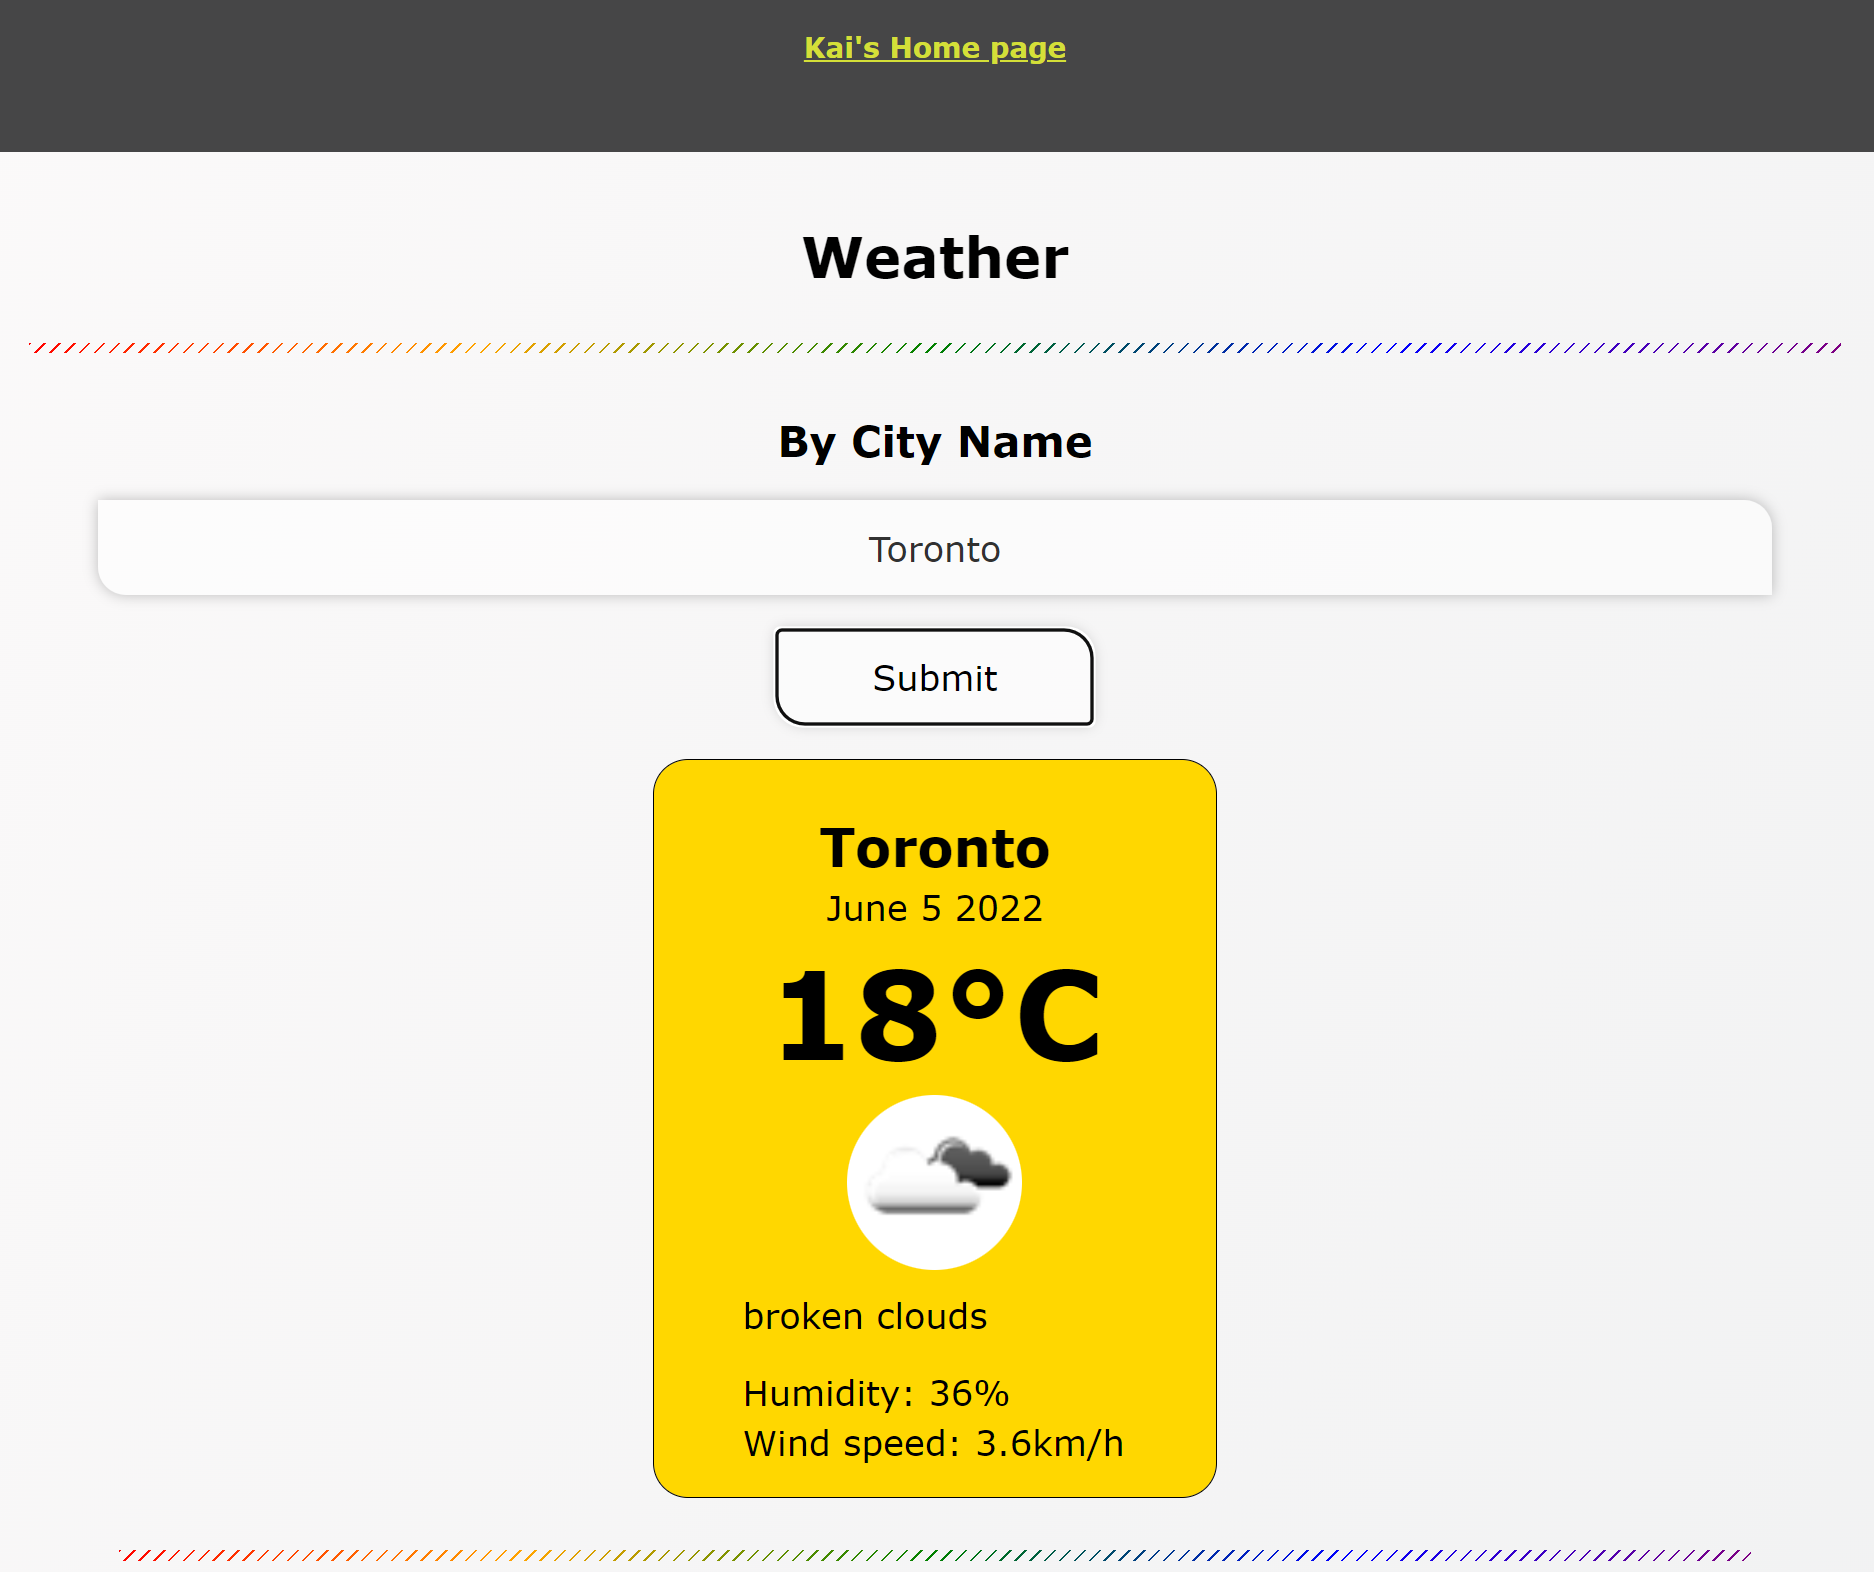 Kai's Home page
Weather
By City Name
Toronto
Submit
Toronto
June 5 2022
18°C
broken clouds
Humidity: 36%
Wind speed: 3.6km/h